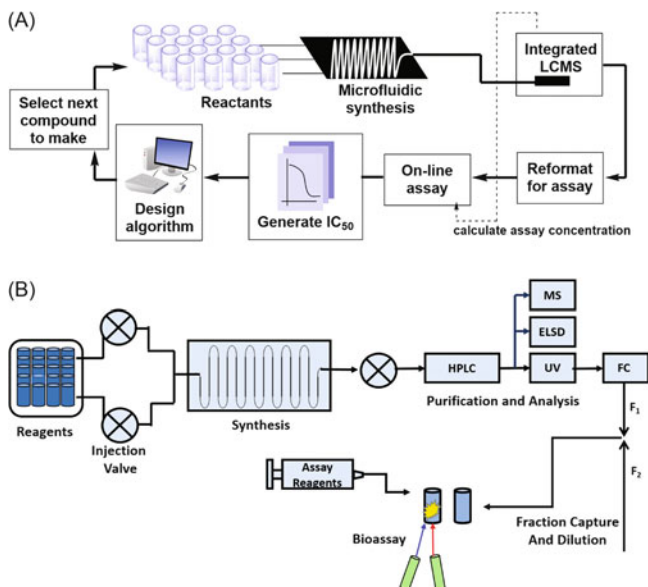 (A)
Reactants
Microfluidic synthesis
Integrated
LCMS
Select next
compound
to make
Design
algorithm
Generate IC50
On-line
assay
Reformat
for assay
calculate assay concentration
(B)
Reagents
Injection
Valve
Synthesis
HPLC
MS
ELSD
UV
FC
Purification and Analysis
F1
F2
Assay
Reagents
Bioassay
Fraction Capture
And Dilution